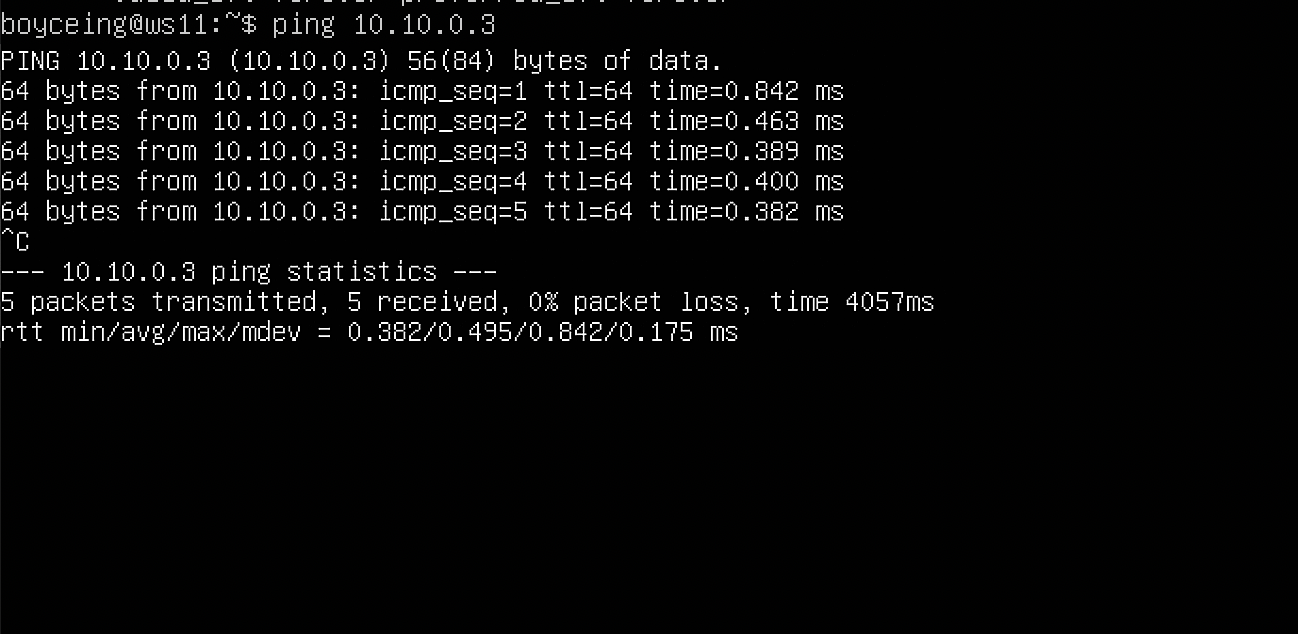 boyceing@ws11:~$ ping 10.10.0.3
PING 10.10.0.3 (10.10.0.3) 56(84) bytes of data.
64 bytes from 10.10.0.3: icmp_seq=1 ttl=64 time=0.842 ms
64 bytes from 10.10.0.3: icmp_seq=2 ttl=64 time=0.463 ms
64 bytes from 10.10.0.3: icmp_seq=3 ttl=64 time=0.389 ms
64 bytes from 10.10.0.3: icmp_seq=4 ttl=64 time=0.400 ms
64 bytes from 10.10.0.3: icmp_seq=5 ttl=64 time=0.382 ms
^C
--- 10.10.0.3 ping statistics ---
5 packets transmitted, 5 received, 0% packet loss, time 4057ms
rtt min/avg/max/mdev = 0.382/0.495/0.842/0.175 ms